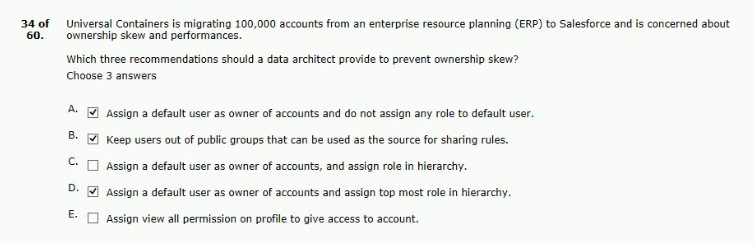 34 of Universal Containers is migrating 100,000 accounts from an enterprise resource planning (ERP) to Salesforce and is concerned about
60. ownership skew and performances.
Which three recommendations should a data architect provide to prevent ownership skew?
Choose 3 answers
A. Assign a default user as owner of accounts and do not assign any role to default user.
B. Keep users out of public groups that can be used as the source for sharing rules.
C. Assign a default user as owner of accounts, and assign role in hierarchy.
D. Assign a default user as owner of accounts and assign top most role in hierarchy.
E. Assign view all permission on profile to give access to account.